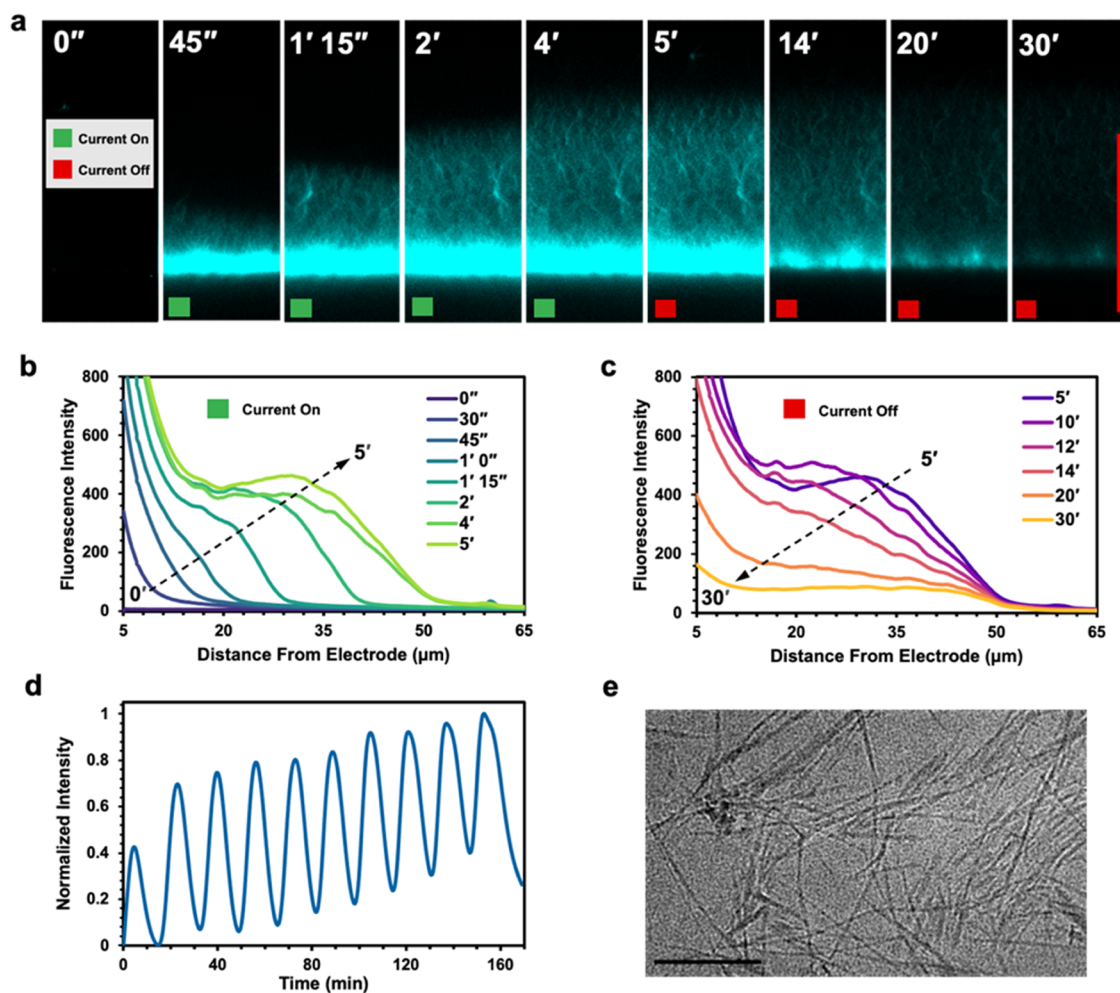 a
0″ 45″ 1′ 15″ 2′ 4′ 5′ 14′ 20′ 30′
Current On
Current Off
b
800
600
400
200
0
Fluorescence Intensity
Current On
0″
30″
45″
1′ 0″
1′ 15″
2′
4′
5′
5′
0′
5 20 35 50 65
Distance From Electrode (µm)
c
800
600
400
200
0
Fluorescence Intensity
Current Off
5′
10′
12′
14′
20′
30′
5′
30′
5 20 35 50 65
Distance From Electrode (µm)
d
1
0.8
0.6
0.4
0.2
0
Normalized Intensity
0 40 80 120 160
Time (min)
e